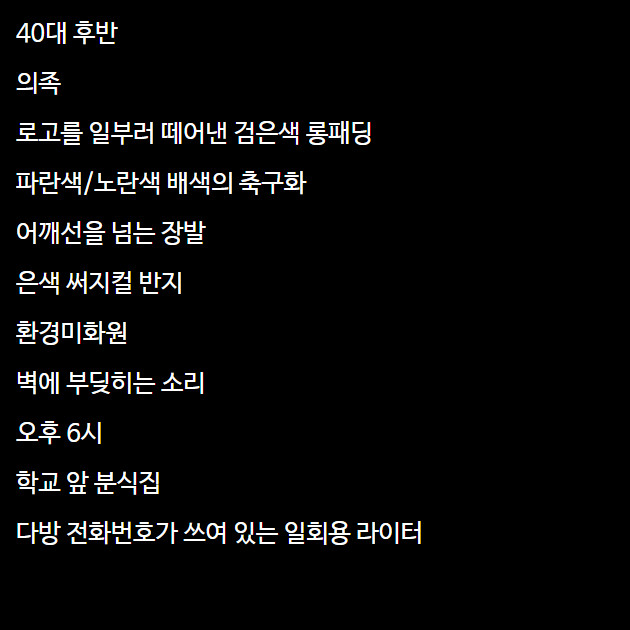 40대 후반
의족
로고를 일부러 떼어낸 검은색 롱패딩
파란색/노란색 배색의 축구화
어깨선을 넘는 장발
은색 써지컬 반지
환경미화원
벽에 부딪히는 소리
오후 6시
학교 앞 분식집
다방 전화번호가 쓰여 있는 일회용 라이터